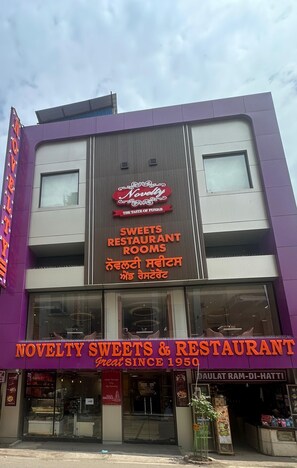 NOVELTY
Novelty
THE TASTE OF PUNJAB
SWEETS
RESTAURANT
ROOMS
ਨੋਵਲਟੀ ਸਵੀਟਸ
ਐਂਡ ਰੈਸਟੋਰੈਂਟ
NOVELTY SWEETS & RESTAURANT
Great SINCE 1950
DAULAT RAM-DI-HATTI